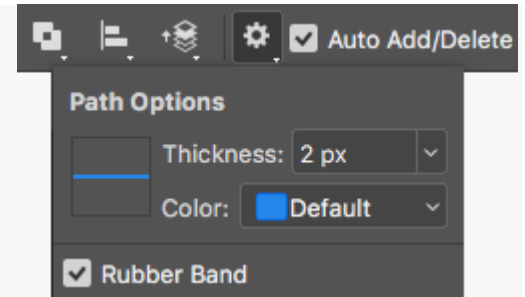 Auto Add/Delete
Path Options
Thickness: 2 px
Color: Default
Rubber Band